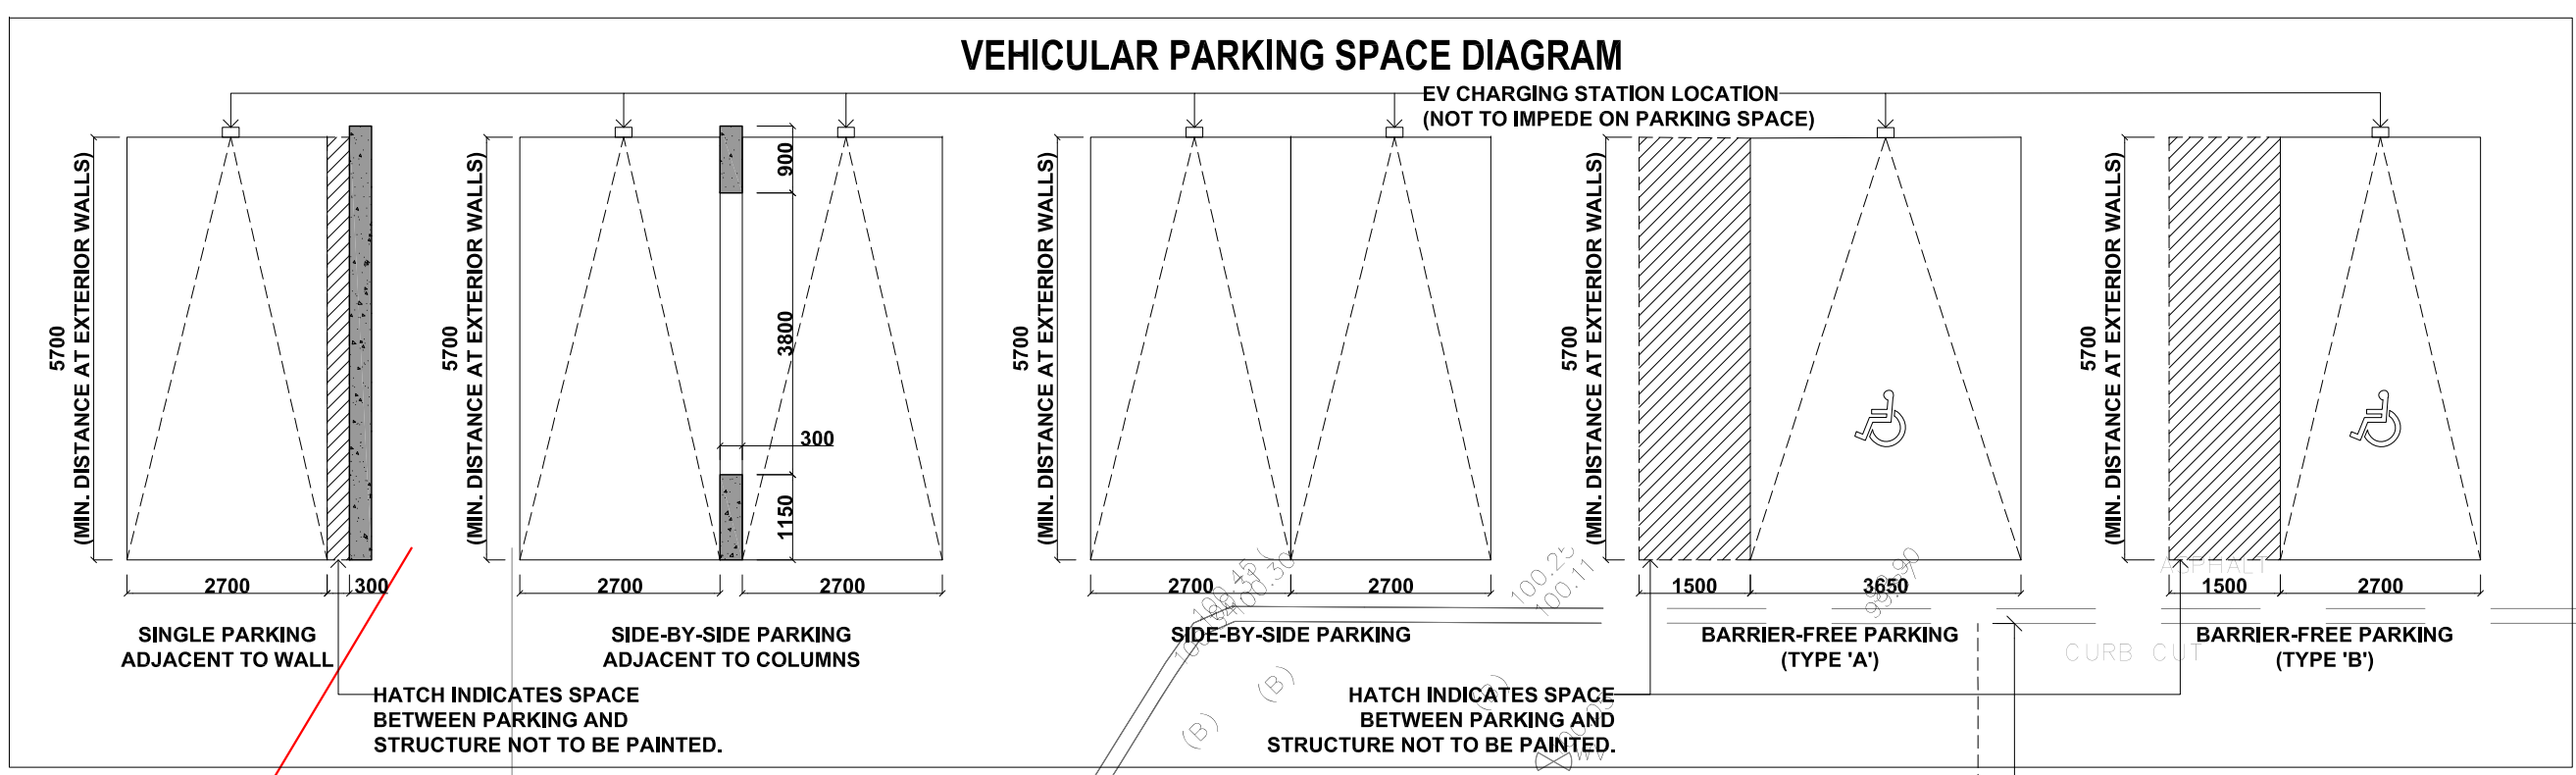 VEHICULAR PARKING SPACE DIAGRAM
EV CHARGING STATION LOCATION
(NOT TO IMPEDE ON PARKING SPACE)
5700
(MIN. DISTANCE AT EXTERIOR WALLS)
2700
300
SINGLE PARKING
ADJACENT TO WALL
HATCH INDICATES SPACE
BETWEEN PARKING AND
STRUCTURE NOT TO BE PAINTED.
5700
(MIN. DISTANCE AT EXTERIOR WALLS)
900
3800
300
1150
2700
2700
SIDE-BY-SIDE PARKING
ADJACENT TO COLUMNS
5700
(MIN. DISTANCE AT EXTERIOR WALLS)
2700
2700
SIDE-BY-SIDE PARKING
100.25
100.11
(B)
(B)
5700
(MIN. DISTANCE AT EXTERIOR WALLS)
1500
3650
BARRIER-FREE PARKING
(TYPE 'A')
HATCH INDICATES SPACE
BETWEEN PARKING AND
STRUCTURE NOT TO BE PAINTED.
5700
(MIN. DISTANCE AT EXTERIOR WALLS)
ASPHALT
1500
2700
BARRIER-FREE PARKING
(TYPE 'B')
CURB CUT